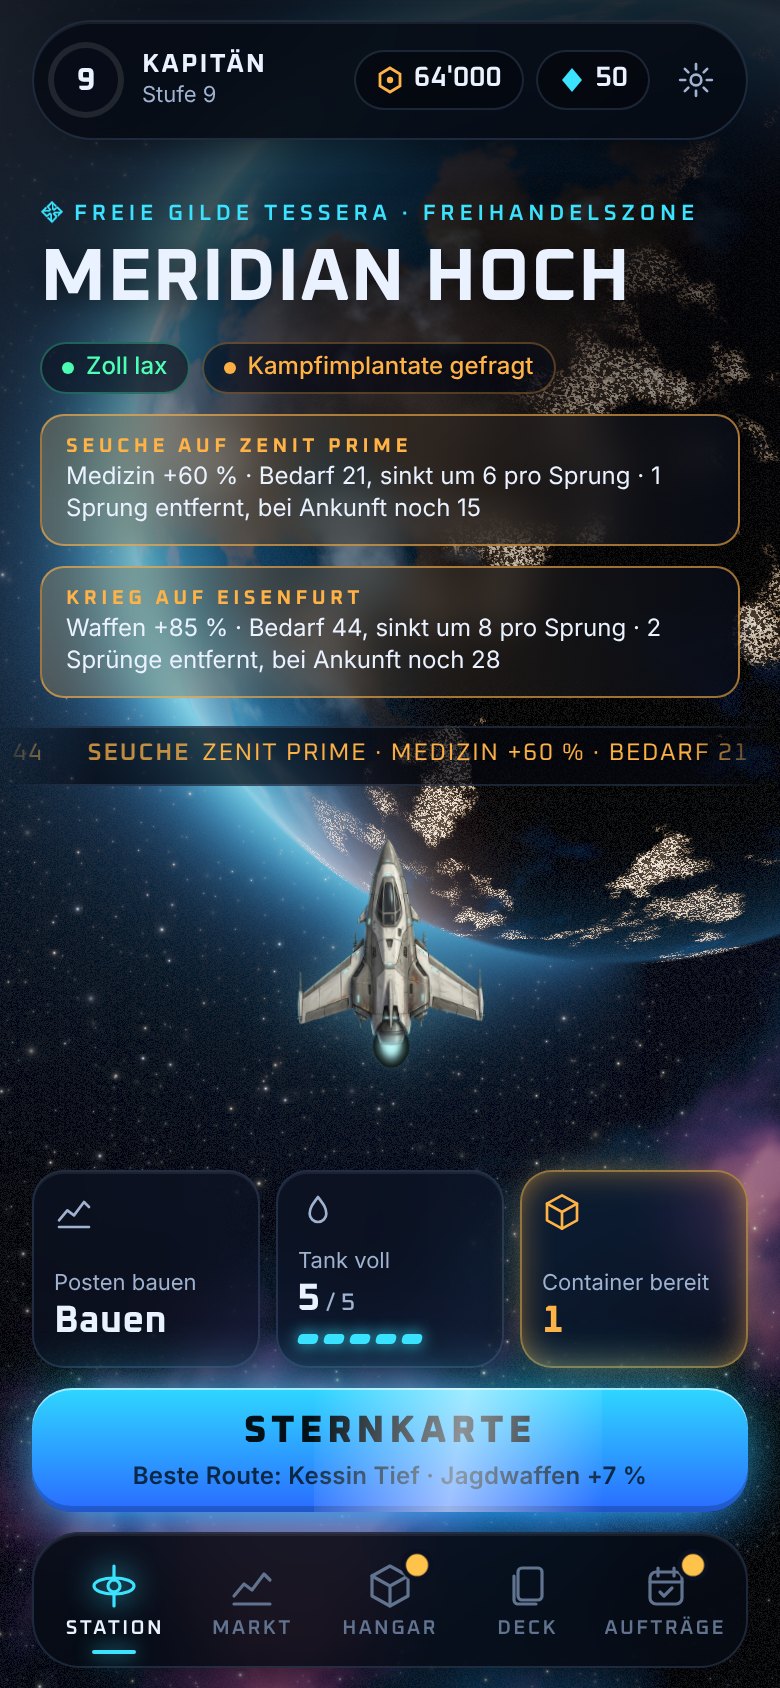 9
KAPITÄN
Stufe 9
64'000
50
FREIE GILDE TESSERA · FREIHANDELSZONE
MERIDIAN HOCH
Zoll lax
Kampfimplantate gefragt
SEUCHE AUF ZENIT PRIME
Medizin +60 % · Bedarf 21, sinkt um 6 pro Sprung · 1
Sprung entfernt, bei Ankunft noch 15
KRIEG AUF EISENFURT
Waffen +85 % · Bedarf 44, sinkt um 8 pro Sprung · 2
Sprünge entfernt, bei Ankunft noch 28
44 SEUCHE ZENIT PRIME · MEDIZIN +60 % · BEDARF 21
Posten bauen
Bauen
Tank voll
5 / 5
Container bereit
1
STERNKARTE
Beste Route: Kessin Tief · Jagdwaffen +7 %
STATION
MARKT
HANGAR
DECK
AUFTRÄGE